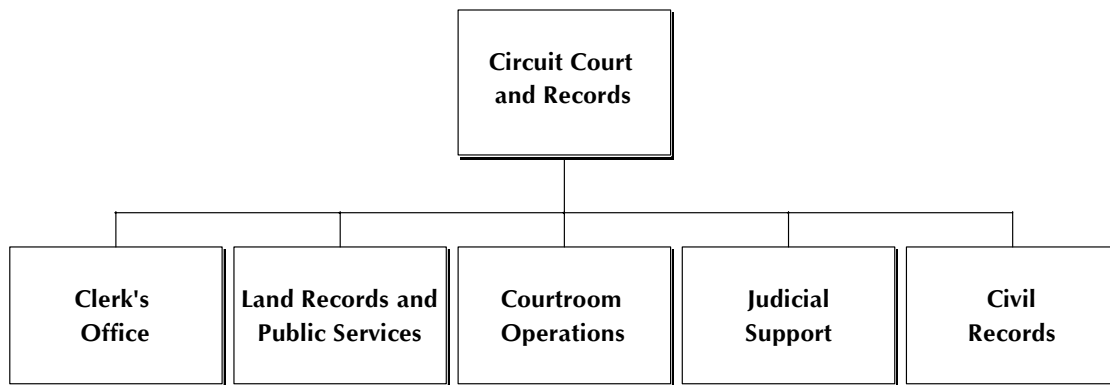 Circuit Court
and Records
Clerk's
Office
Land Records and
Public Services
Courtroom
Operations
Judicial
Support
Civil
Records